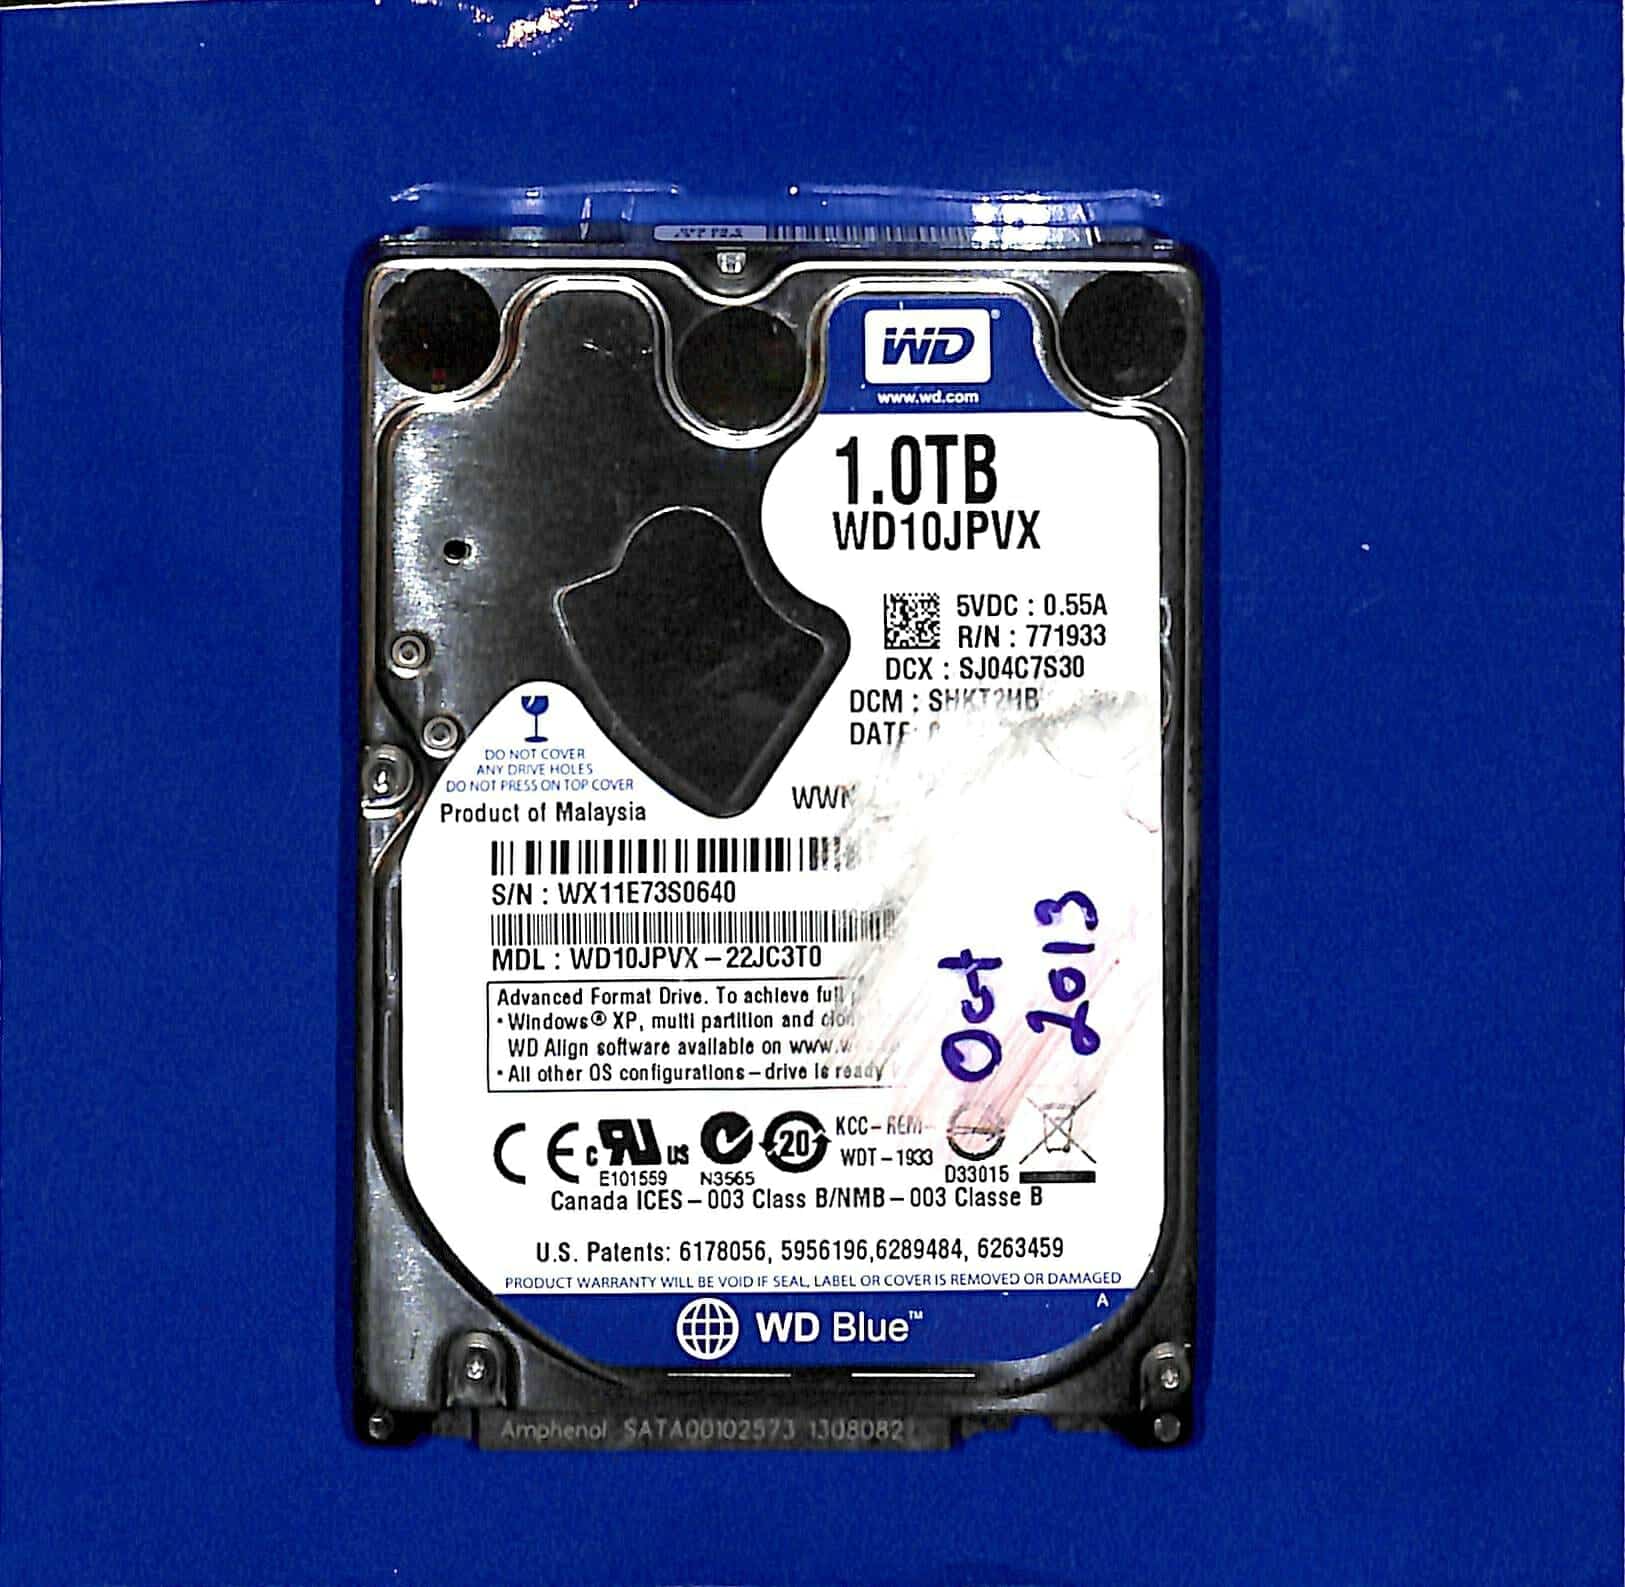 WD®
www.wd.com
1.0TB
WD10JPVX
5VDC : 0.55A
R/N : 771933
DCX : SJ04C7S30
DCM : SHKT2HB
DATE:
DO NOT COVER
ANY DRIVE HOLES
DO NOT PRESS ON TOP COVER
Product of Malaysia
S/N : WX11E73S0640
MDL : WD10JPVX – 22JC3T0
Advanced Format Drive. To achieve full
• Windows® XP, multi partition and
WD Align software available on
• All other OS configurations – drive is ready
Oct
2013
CE c RU US
20
KCC – REM –
WDT – 1933
E101559 N3565 D33015
Canada ICES – 003 Class B/NMB – 003 Classe B
U.S. Patents: 6178056, 5956196,6289484, 6263459
PRODUCT WARRANTY WILL BE VOID IF SEAL, LABEL OR COVER IS REMOVED OR DAMAGED
A
WD Blue™
Amphenol SATA00102573 1308082